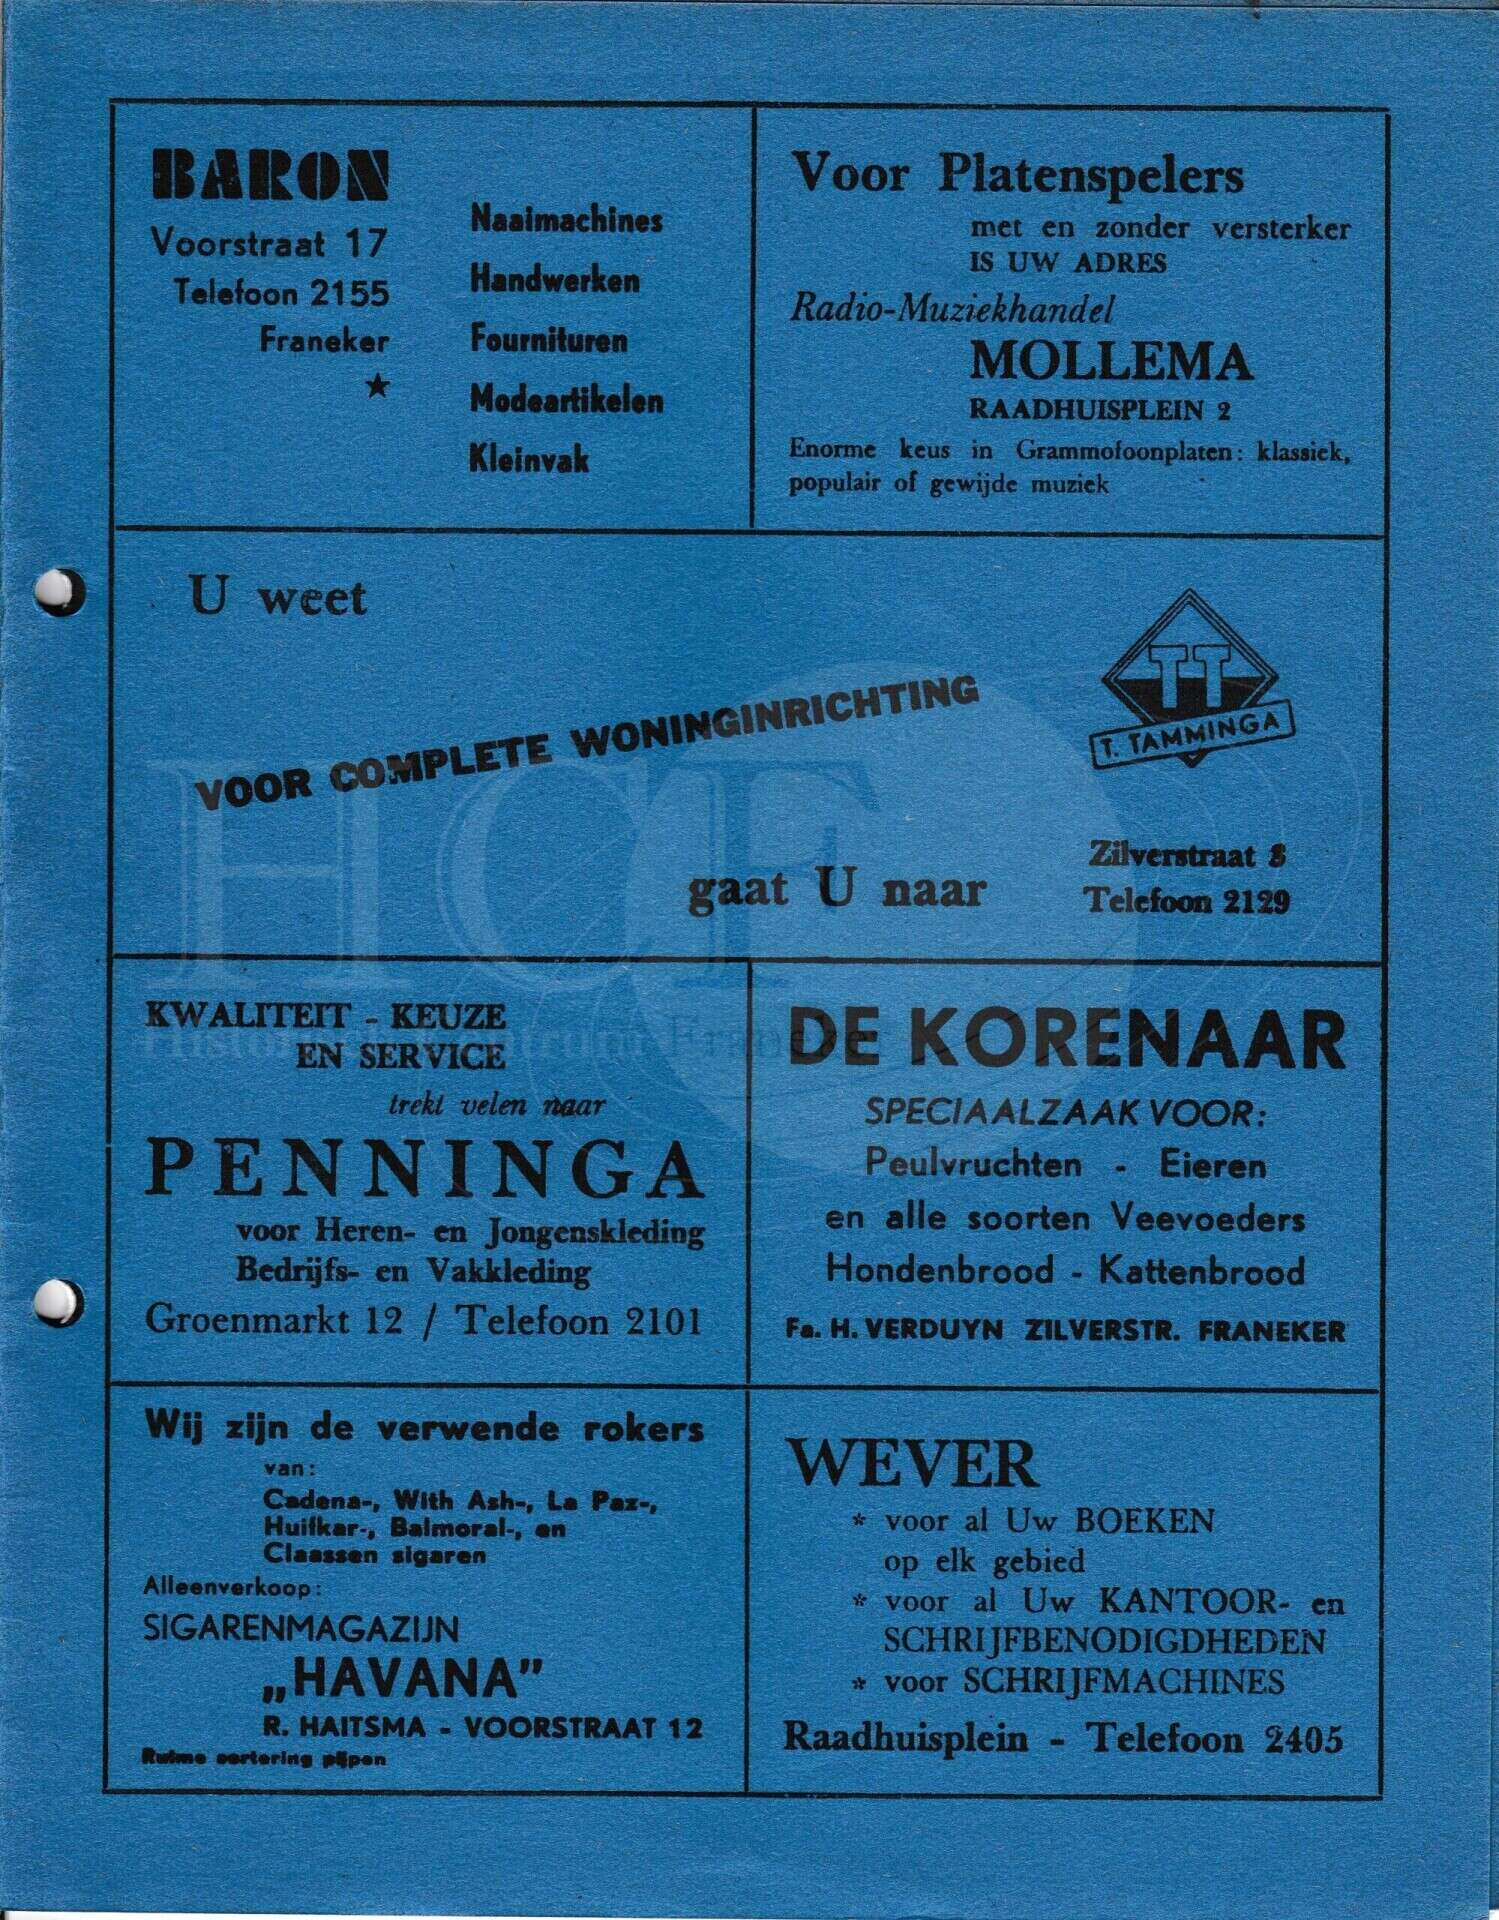 BARON
Voorstraat 17
Telefoon 2155
Franeker
★
Naaimachines
Handwerken
Fournituren
Modeartikelen
Kleinvak
Voor Platenspelers
met en zonder versterker
IS UW ADRES
Radio-Muziekhandel
MOLLEMA
RAADHUISPLEIN 2
Enorme keus in Grammofoonplaten: klassiek,
populair of gewijde muziek
U weet
VOOR COMPLETE WONINGINRICHTING
gaat U naar
TT
T. TAMMINGA
Zilverstraat 8
Telefoon 2129
HCF
KWALITEIT - KEUZE
EN SERVICE
trekt velen naar
PENNINGA
voor Heren- en Jongenskleding
Bedrijfs- en Vakkleding
Groenmarkt 12 / Telefoon 2101
DE KORENAAR
SPECIAALZAAK VOOR:
Peulvruchten - Eieren
en alle soorten Veevoeders
Hondenbrood - Kattenbrood
Fa. H. VERDUYN ZILVERSTR. FRANEKER
Wij zijn de verwende rokers
van:
Cadena-, With Ash-, La Paz-,
Huifkar-, Balmoral-, en
Claassen sigaren
Alleenverkoop:
SIGARENMAGAZIJN
„HAVANA”
R. HAITSMA - VOORSTRAAT 12
Ruime sortering pijpen
WEVER
* voor al Uw BOEKEN
op elk gebied
* voor al Uw KANTOOR- en
SCHRIJFBENODIGDHEDEN
* voor SCHRIJFMACHINES
Raadhuisplein - Telefoon 2405